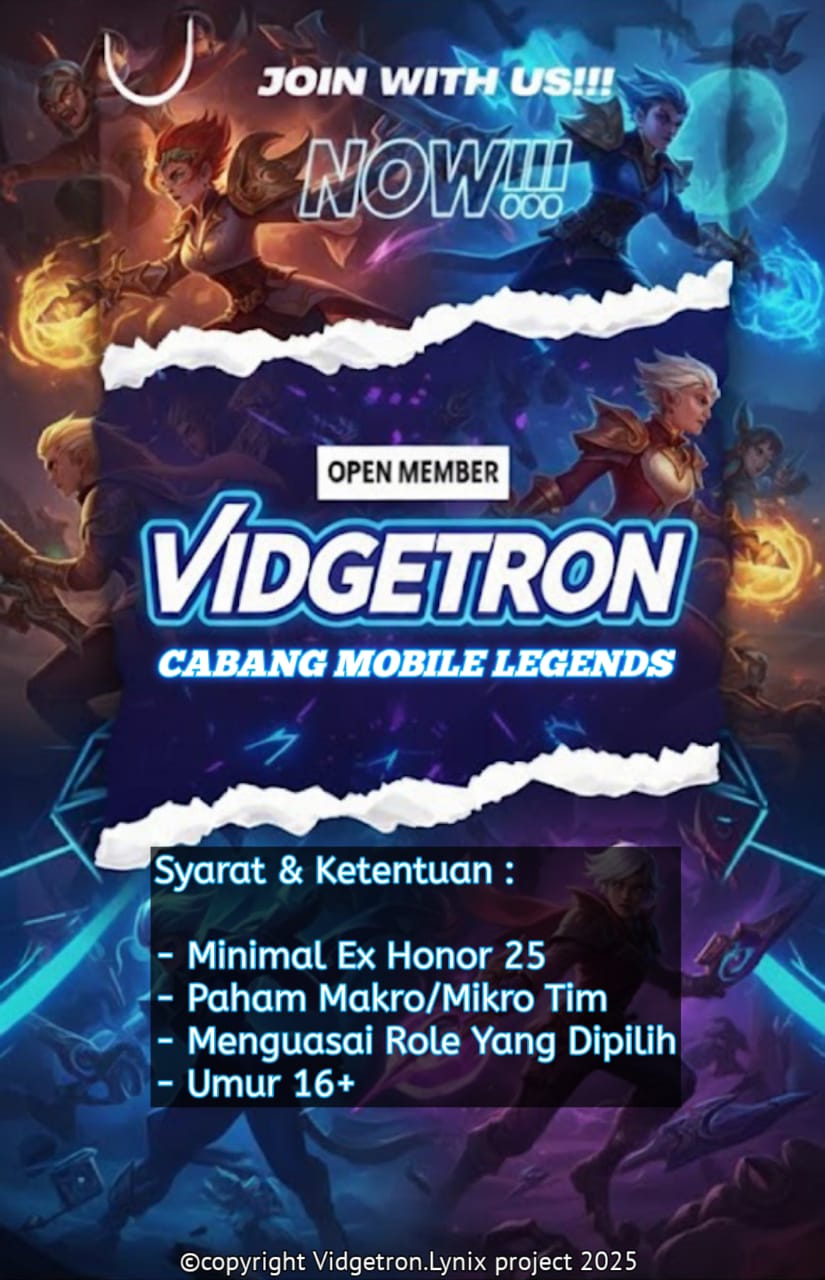 JOIN WITH US!!!
NOW!!!
OPEN MEMBER
VIDGETRON
CABANG MOBILE LEGENDS
Syarat & Ketentuan :
- Minimal Ex Honor 25
- Paham Makro/Mikro Tim
- Menguasai Role Yang Dipilih
- Umur 16+
©copyright Vidgetron.Lynix project 2025